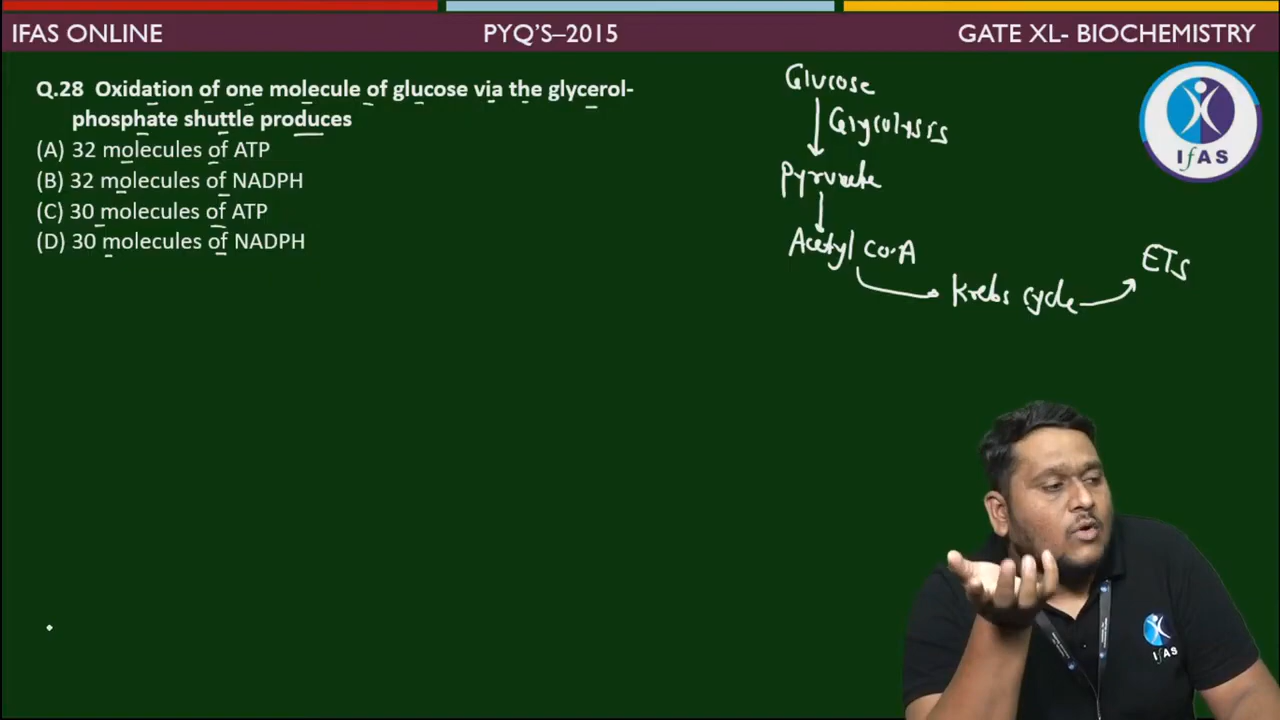 IFAS ONLINE
PYQ'S–2015
GATE XL- BIOCHEMISTRY
Q.28 Oxidation of one molecule of glucose via the glycerol-
phosphate shuttle produces
(A) 32 molecules of ATP
(B) 32 molecules of NADPH
(C) 30 molecules of ATP
(D) 30 molecules of NADPH
Glucose
Glycolysis
Pyruvate
Acetyl CO·A
Krebs cycle
ETS
IfAS
IfAS